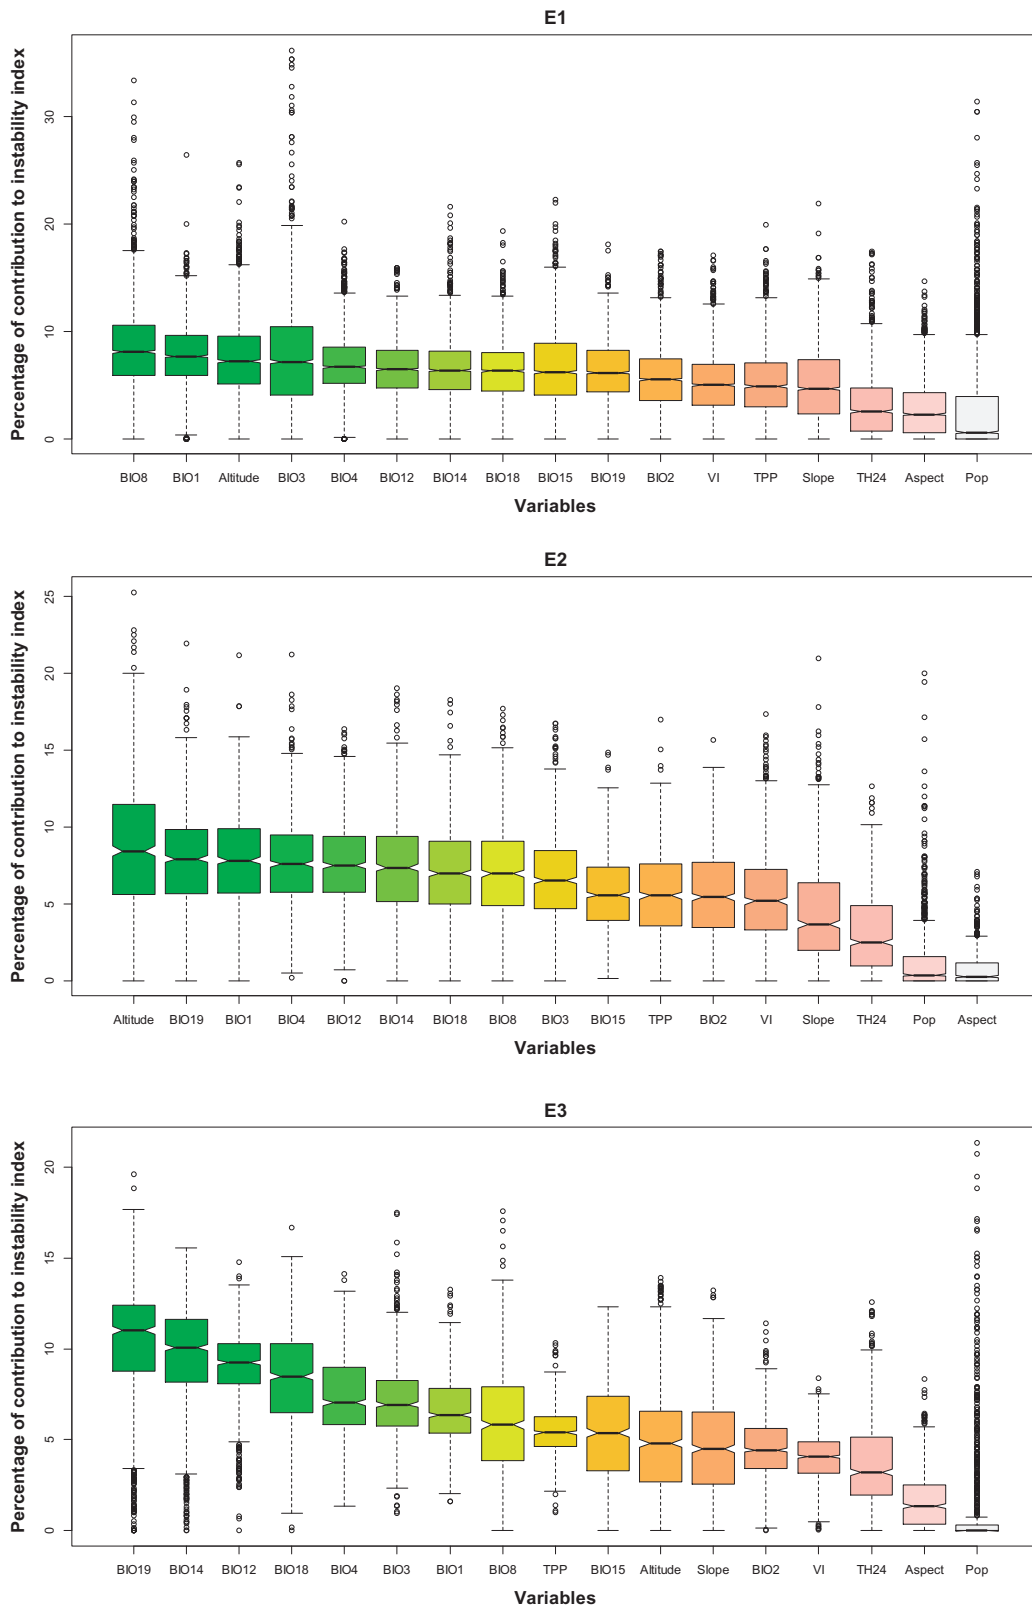 E1
Percentage of contribution to instability index
30
20
10
0
BIO8 BIO1 Altitude BIO3 BIO4 BIO12 BIO14 BIO18 BIO15 BIO19 BIO2 VI TPP Slope TH24 Aspect Pop
Variables
E2
Percentage of contribution to instability index
25
20
15
10
5
0
Altitude BIO19 BIO1 BIO4 BIO12 BIO14 BIO18 BIO8 BIO3 BIO15 TPP BIO2 VI Slope TH24 Pop Aspect
Variables
E3
Percentage of contribution to instability index
20
15
10
5
0
BIO19 BIO14 BIO12 BIO18 BIO4 BIO3 BIO1 BIO8 TPP BIO15 Altitude Slope BIO2 VI TH24 Aspect Pop
Variables